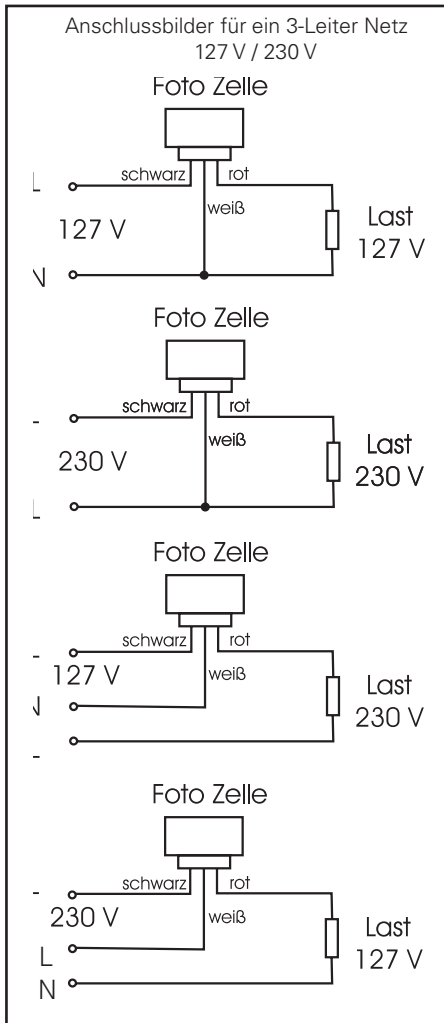 Anschlussbilder für ein 3-Leiter Netz
127 V / 230 V
Foto Zelle
schwarz rot
weiß
127 V
Last
127 V
Foto Zelle
schwarz rot
weiß
230 V
Last
230 V
Foto Zelle
schwarz rot
127 V
weiß
Last
230 V
Foto Zelle
schwarz rot
230 V
weiß
Last
127 V
L
N